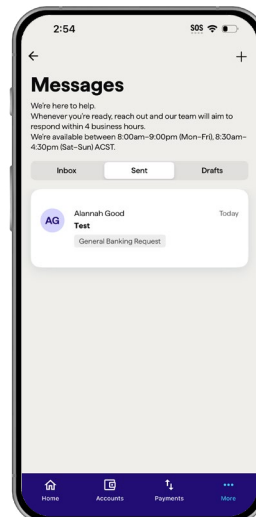 2:54
SOS
Messages
We're here to help.
Whenever you're ready, reach out and our team will aim to
respond within 4 business hours.
We're available between 8:00am–9:00pm (Mon–Fri), 8:30am–
4:30pm (Sat–Sun) ACST.
Inbox Sent Drafts
AG Alannah Good Today
Test
General Banking Request
Home Accounts Payments More